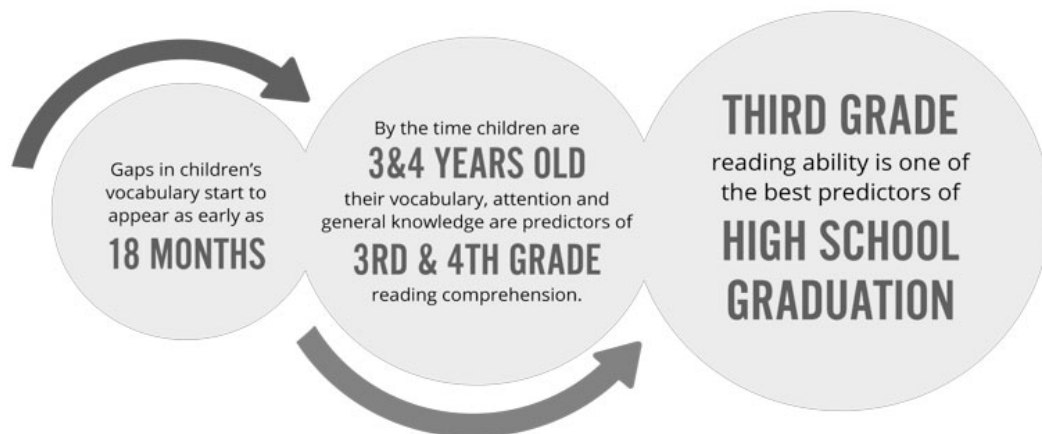 Gaps in children’s
vocabulary start to
appear as early as
18 MONTHS
By the time children are
3&4 YEARS OLD
their vocabulary, attention and
general knowledge are predictors of
3RD & 4TH GRADE
reading comprehension.
THIRD GRADE
reading ability is one of
the best predictors of
HIGH SCHOOL
GRADUATION